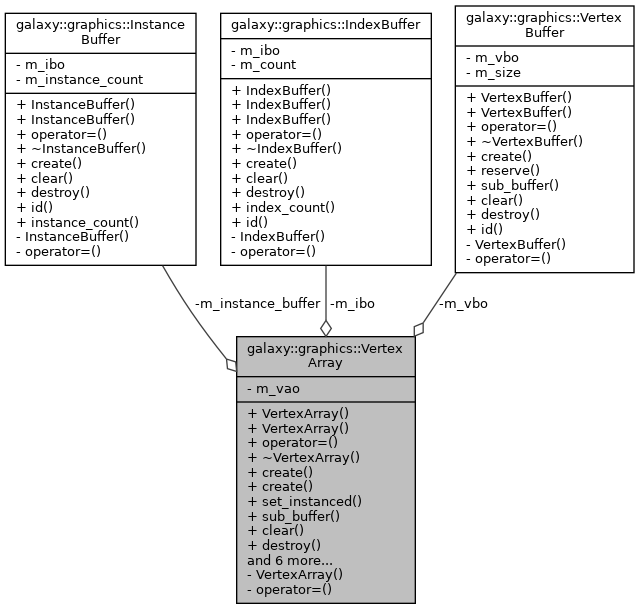 galaxy::graphics::Instance
Buffer
- m_ibo
- m_instance_count
+ InstanceBuffer()
+ InstanceBuffer()
+ operator=()
+ ~InstanceBuffer()
+ create()
+ clear()
+ destroy()
+ id()
+ instance_count()
- InstanceBuffer()
- operator=()
galaxy::graphics::IndexBuffer
- m_ibo
- m_count
+ IndexBuffer()
+ IndexBuffer()
+ IndexBuffer()
+ operator=()
+ ~IndexBuffer()
+ create()
+ clear()
+ destroy()
+ index_count()
+ id()
- IndexBuffer()
- operator=()
galaxy::graphics::Vertex
Buffer
- m_vbo
- m_size
+ VertexBuffer()
+ VertexBuffer()
+ operator=()
+ ~VertexBuffer()
+ create()
+ reserve()
+ sub_buffer()
+ clear()
+ destroy()
+ id()
- VertexBuffer()
- operator=()
-m_instance_buffer
-m_ibo
-m_vbo
galaxy::graphics::Vertex
Array
- m_vao
+ VertexArray()
+ VertexArray()
+ operator=()
+ ~VertexArray()
+ create()
+ create()
+ set_instanced()
+ sub_buffer()
+ clear()
+ destroy()
and 6 more...
- VertexArray()
- operator=()